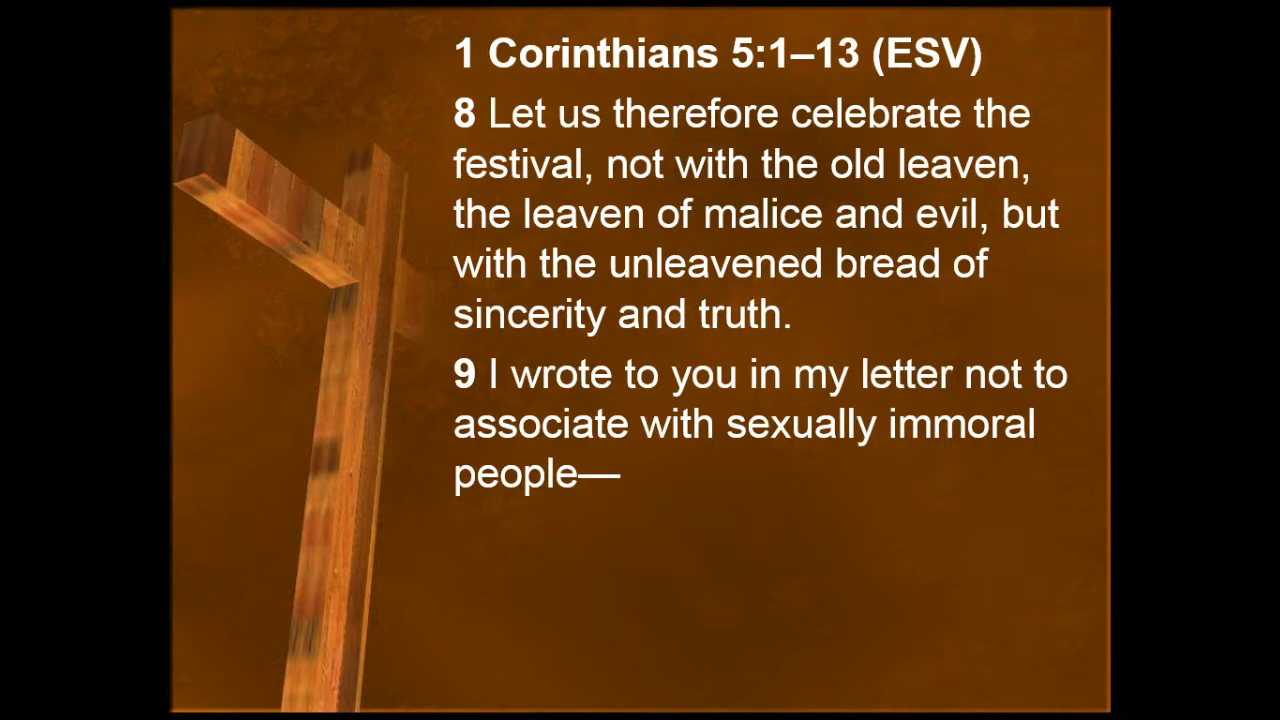 1 Corinthians 5:1–13 (ESV)
8 Let us therefore celebrate the
festival, not with the old leaven,
the leaven of malice and evil, but
with the unleavened bread of
sincerity and truth.
9 I wrote to you in my letter not to
associate with sexually immoral
people—